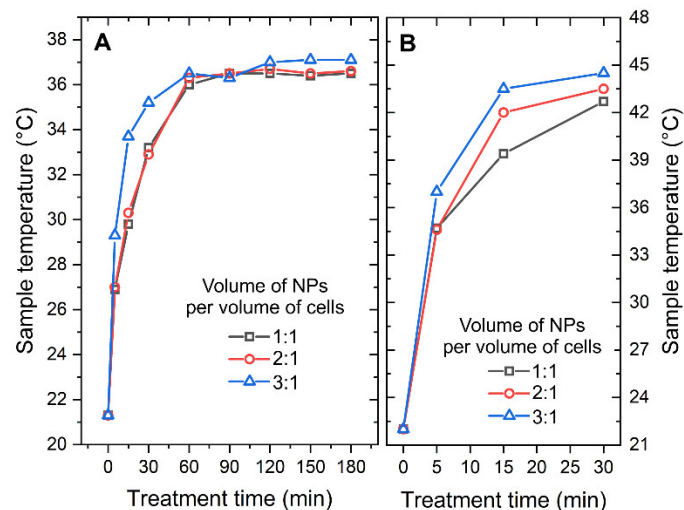 A
B
Sample temperature (°C)
38
36
34
32
30
28
26
24
22
20
0 30 60 90 120 150 180
Treatment time (min)
Volume of NPs
per volume of cells
1:1
2:1
3:1
Sample temperature (°C)
48
45
42
39
36
33
30
27
24
21
0 5 10 15 20 25 30
Treatment time (min)
Volume of NPs
per volume of cells
1:1
2:1
3:1